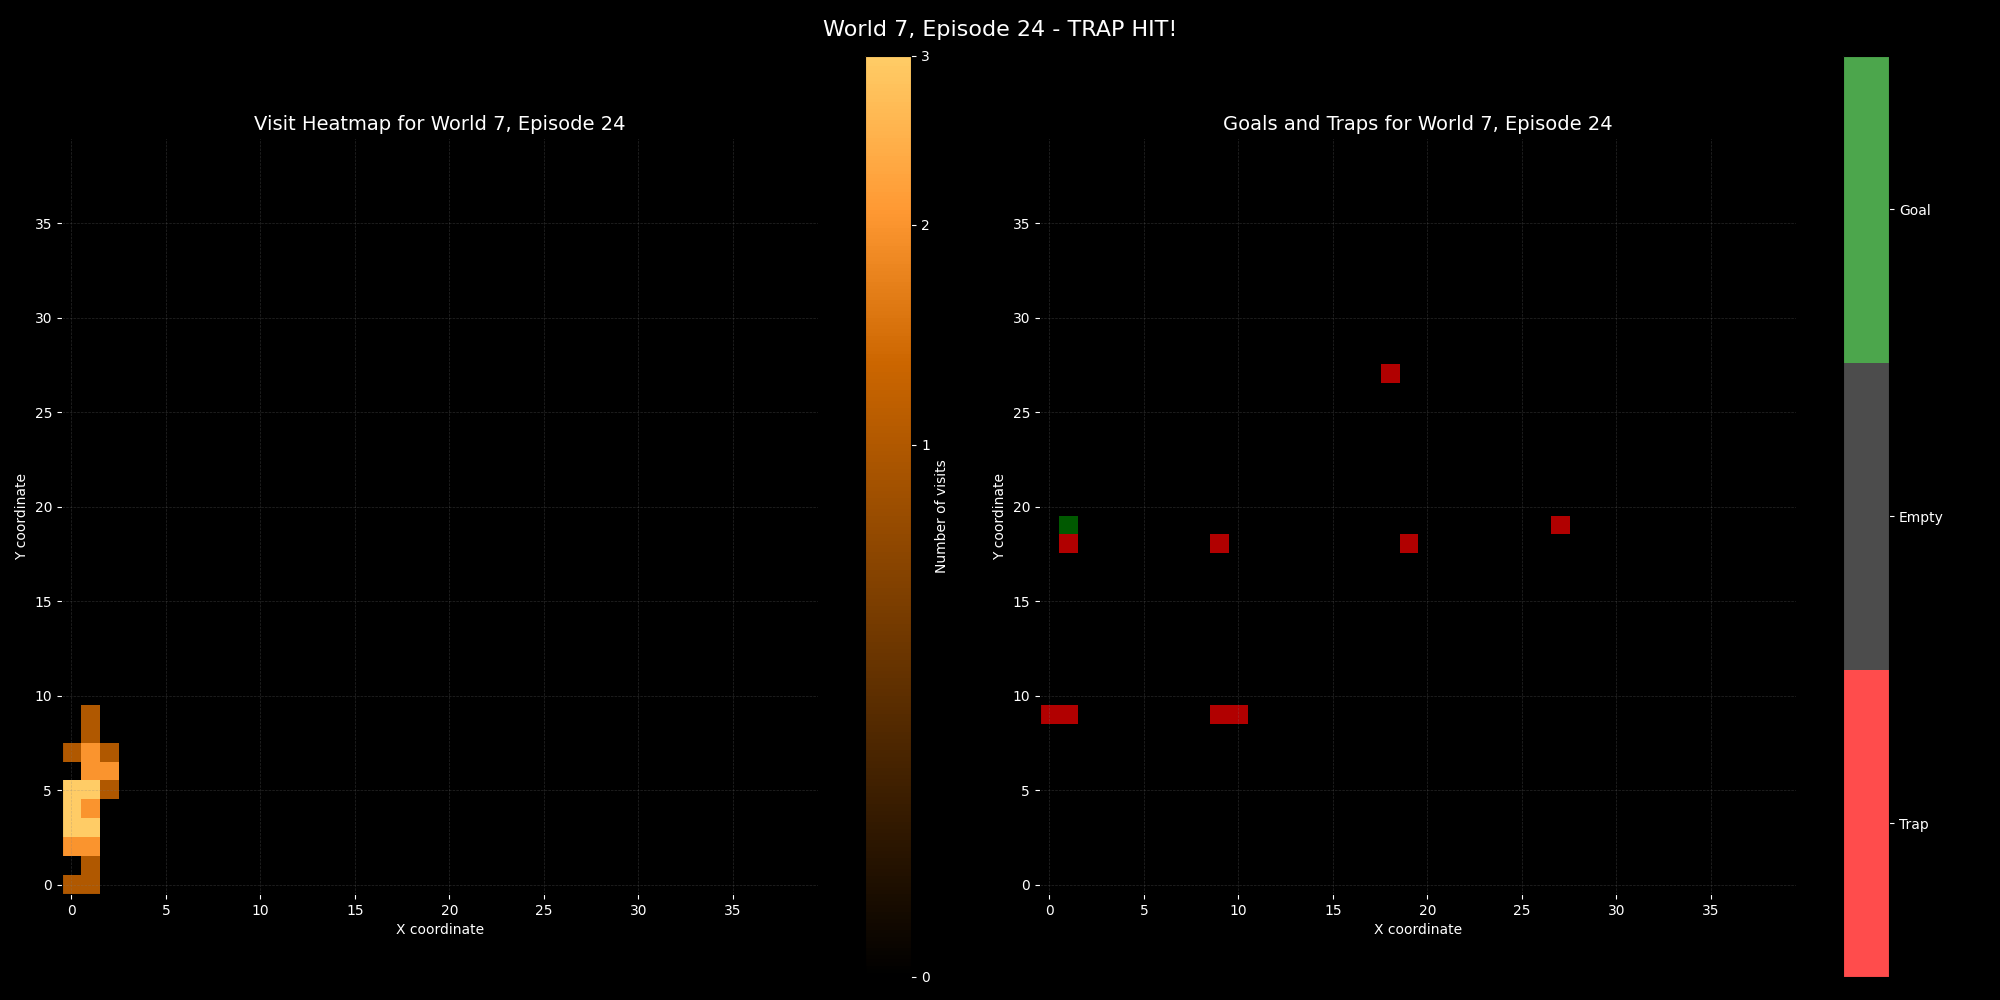 World 7, Episode 24 - TRAP HIT!
Visit Heatmap for World 7, Episode 24
35
30
25
20
15
10
5
0
Y coordinate
0 5 10 15 20 25 30 35
X coordinate
3
2
1
0
Number of visits
Goals and Traps for World 7, Episode 24
35
30
25
20
15
10
5
0
Y coordinate
0 5 10 15 20 25 30 35
X coordinate
Goal
Empty
Trap